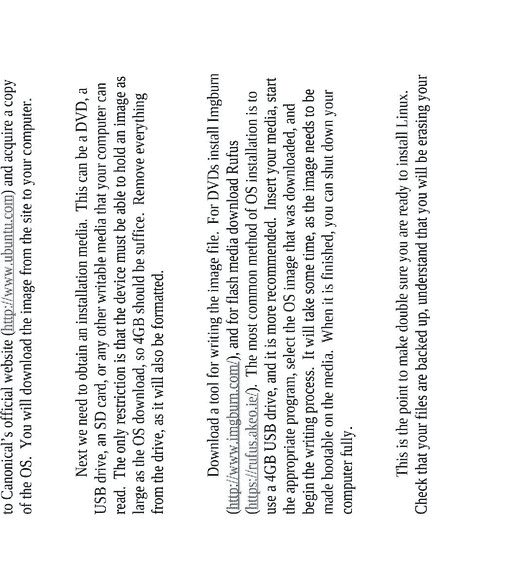 to Canonical's official website (http://www.ubuntu.com) and acquire a copy
of the OS.  You will download the image from the site to your computer.
Next we need to obtain an installation media.  This can be a DVD, a
USB drive, an SD card, or any other writable media that your computer can
read.  The only restriction is that the device must be able to hold an image as
large as the OS download, so 4GB should be suffice.  Remove everything
from the drive, as it will also be formatted.
Download a tool for writing the image file.  For DVDs install Imgburn
(http://www.imgburn.com/), and for flash media download Rufus
(https://rufus.akeo.ie/).  The most common method of OS installation is to
use a 4GB USB drive, and it is more recommended.  Insert your media, start
the appropriate program, select the OS image that was downloaded, and
begin the writing process.  It will take some time, as the image needs to be
made bootable on the media.  When it is finished, you can shut down your
computer fully.
This is the point to make double sure you are ready to install Linux.
Check that your files are backed up, understand that you will be erasing your